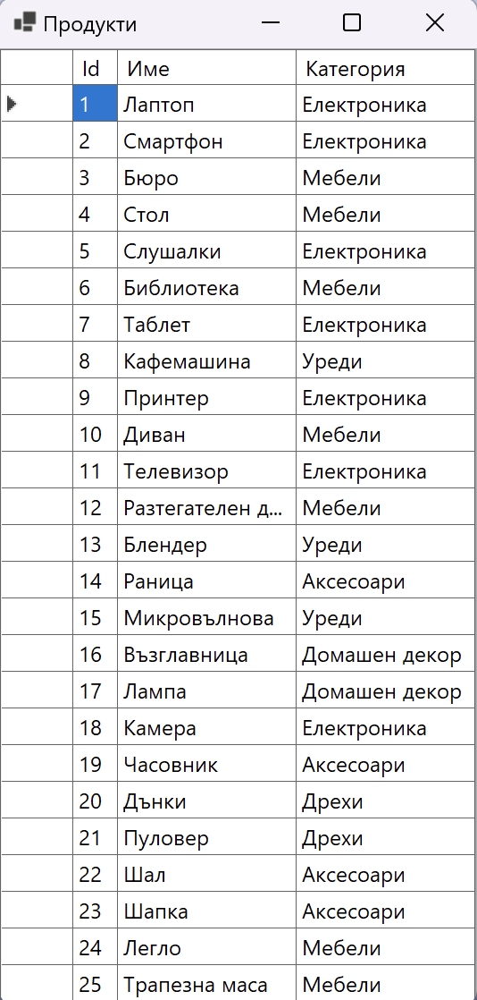 Продукти
Id Име Категория
1 Лаптоп Електроника
2 Смартфон Електроника
3 Бюро Мебели
4 Стол Мебели
5 Слушалки Електроника
6 Библиотека Мебели
7 Таблет Електроника
8 Кафемашина Уреди
9 Принтер Електроника
10 Диван Мебели
11 Телевизор Електроника
12 Разтегателен д... Мебели
13 Блендер Уреди
14 Раница Аксесоари
15 Микровълнова Уреди
16 Възглавница Домашен декор
17 Лампа Домашен декор
18 Камера Електроника
19 Часовник Аксесоари
20 Дънки Дрехи
21 Пуловер Дрехи
22 Шал Аксесоари
23 Шапка Аксесоари
24 Легло Мебели
25 Трапезна маса Мебели